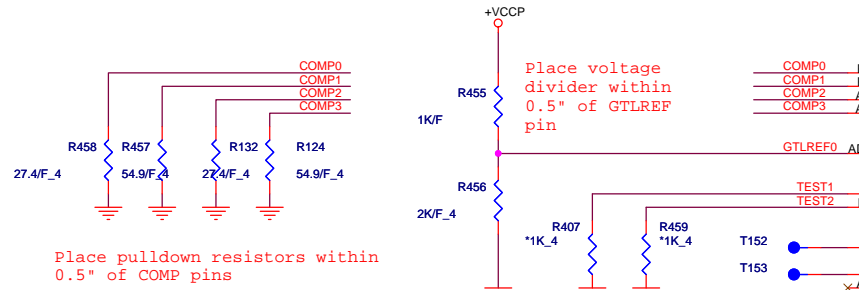 +VCCP
COMP0
COMP1
COMP2
COMP3
R458
R457
R132
R124
27.4/F_4
54.9/F_4
27.4/F_4
54.9/F_4
Place pulldown resistors within
0.5" of COMP pins
R455
1K/F
Place voltage
divider within
0.5" of GTLREF
pin
R456
2K/F_4
COMP0
COMP1
COMP2
COMP3
GTLREF0
TEST1
TEST2
R407
*1K_4
R459
*1K_4
T152
T153